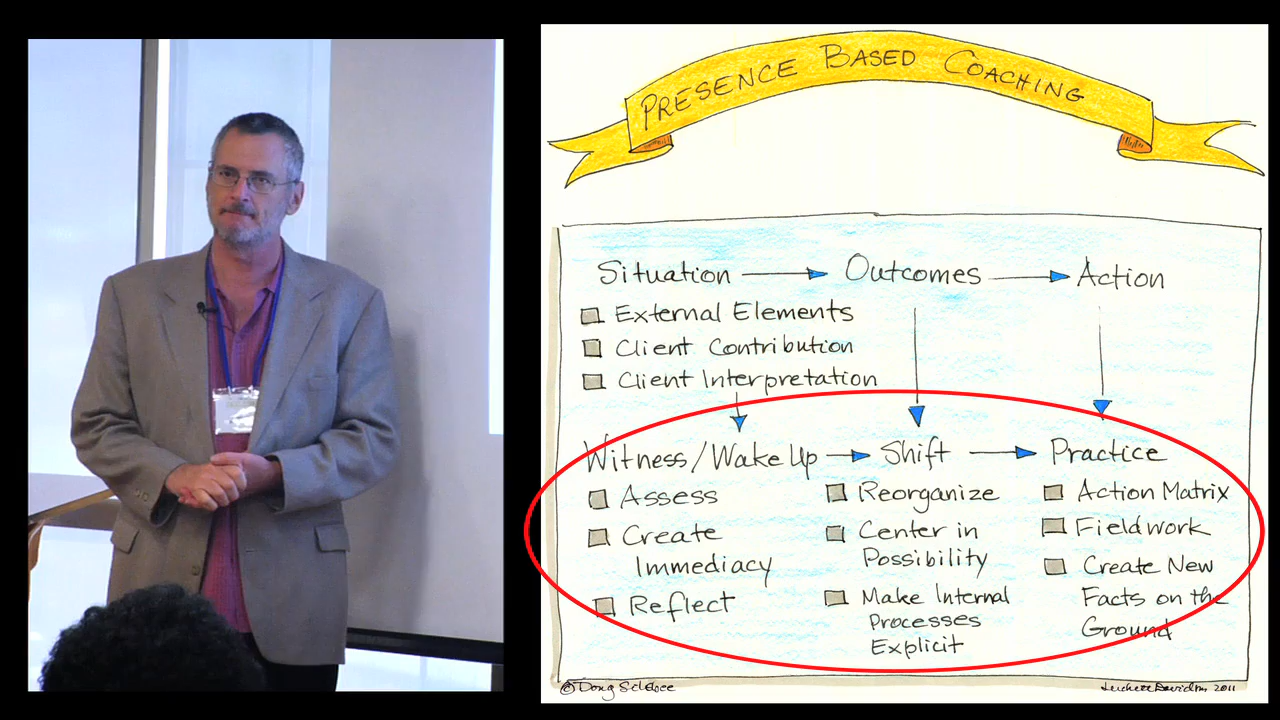 PRESENCE BASED COACHING
Situation → Outcomes → Action
External Elements
Client Contribution
Client Interpretation
Witness/Wake Up → Shift → Practice
Assess
Create
Immediacy
Reflect
Reorganize
Center in
Possibility
Make Internal
Processes
Explicit
Action Matrix
Fieldwork
Create New
Facts on the
Ground
© Doug
2011